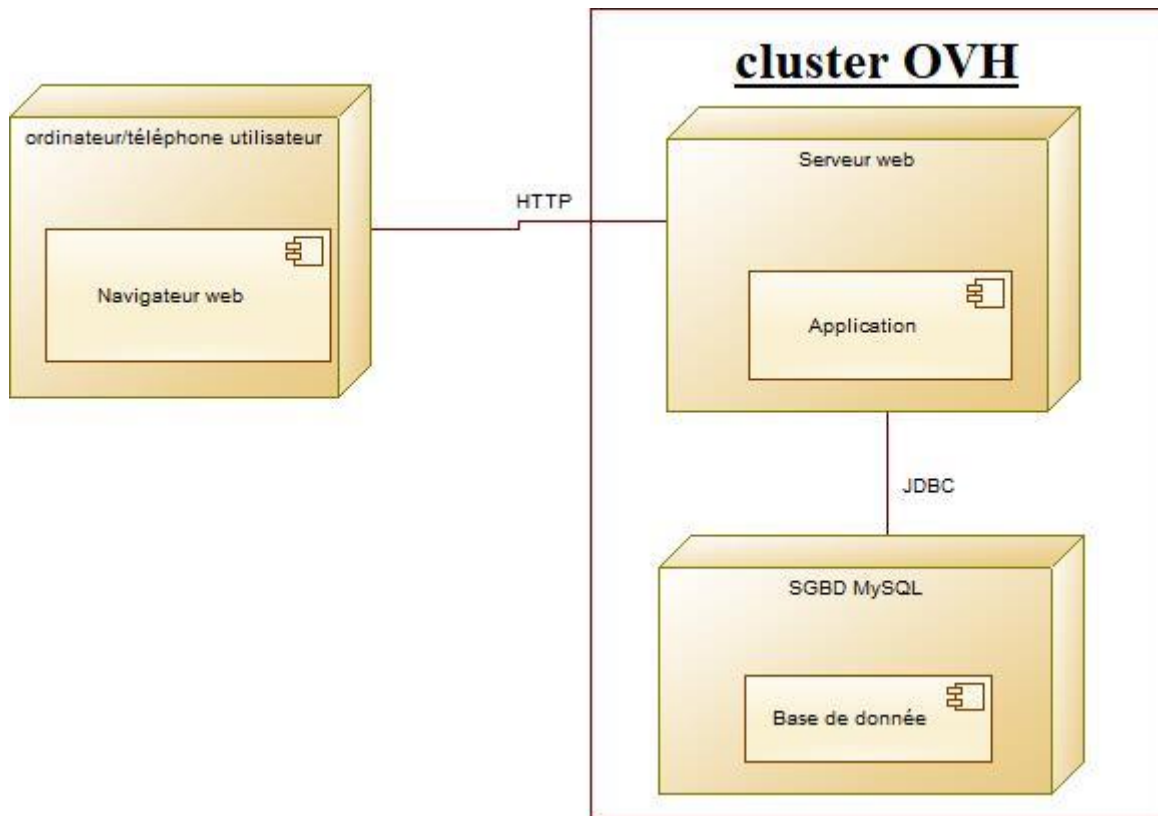 cluster OVH
ordinateur/téléphone utilisateur
Navigateur web
HTTP
Serveur web
Application
JDBC
SGBD MySQL
Base de donnée